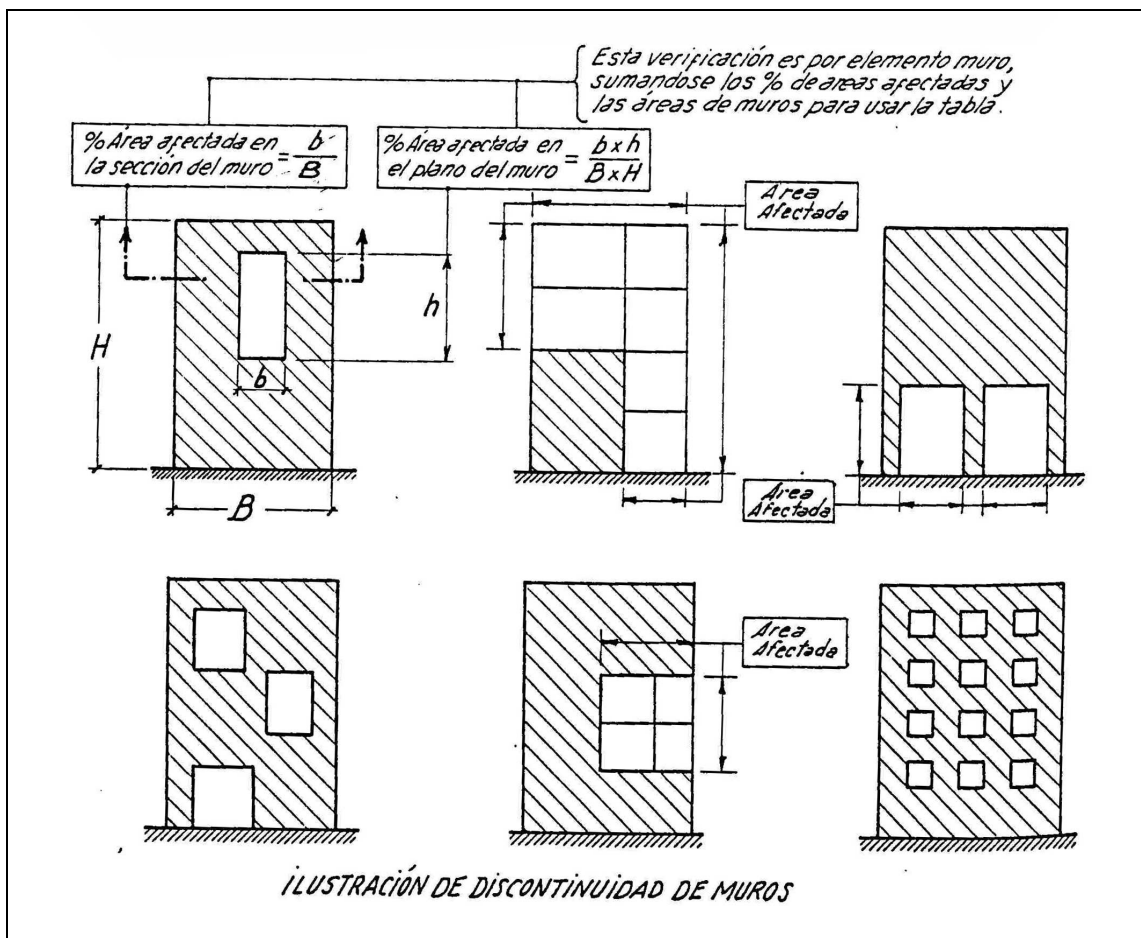 Esta verificación es por elemento muro,
sumandose los % de areas afectadas y
las áreas de muros para usar la tabla.
% Área afectada en
la sección del muro = b/B
% Área afectada en
el plano del muro = b x h / B x H
Area
Afectada
H
h
b
B
Area
Afectada
Area
Afectada
ILUSTRACIÓN DE DISCONTINUIDAD DE MUROS